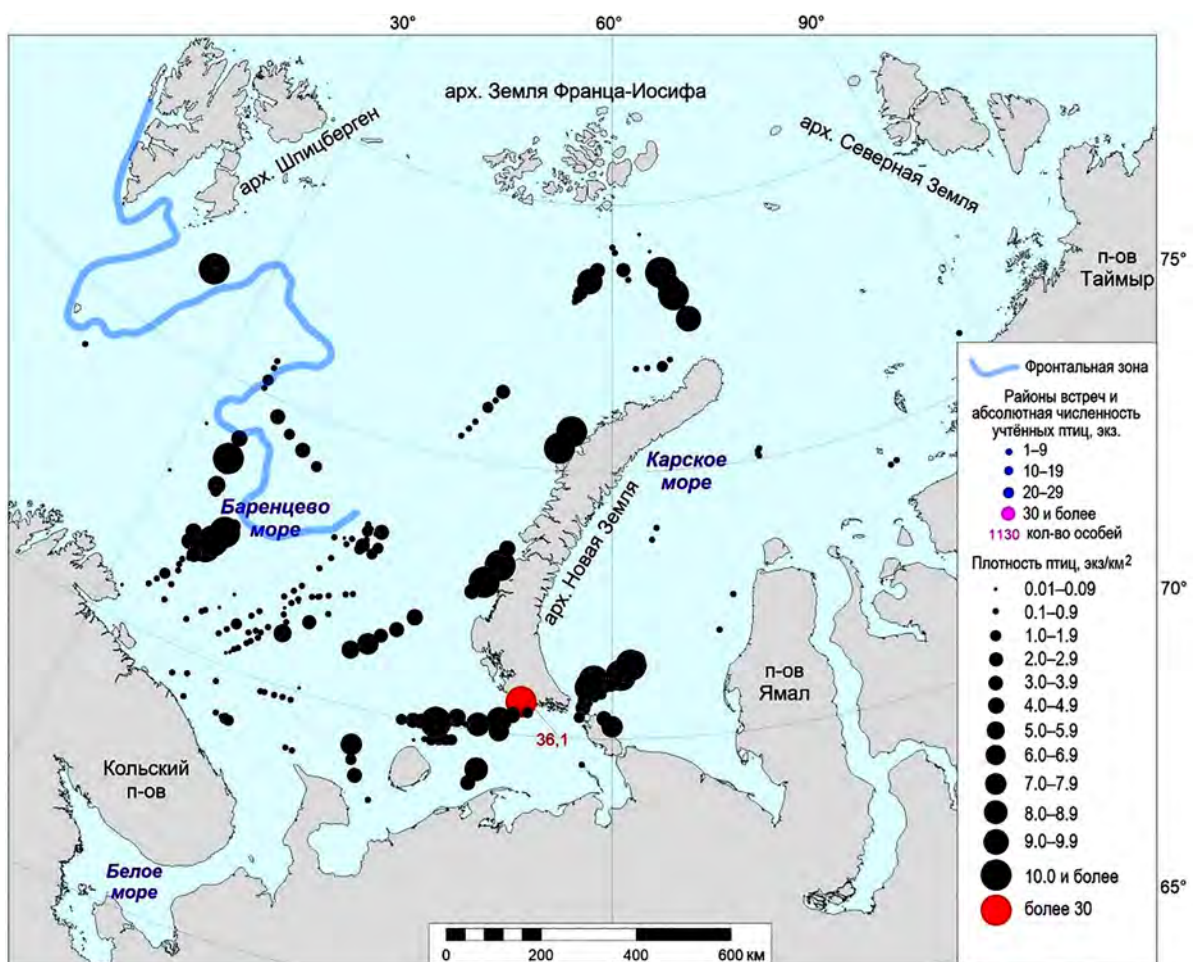 30°
60°
90°
арх. Земля Франца-Иосифа
арх. Шпицберген
арх. Северная Земля
75°
п-ов
Таймыр
Фронтальная зона
Районы встреч и
абсолютная численность
учтённых птиц, экз.
1–9
10–19
20–29
30 и более
1130 кол-во особей
Плотность птиц, экз/км²
0.01–0.09
0.1–0.9
1.0–1.9
2.0–2.9
3.0–3.9
4.0–4.9
5.0–5.9
6.0–6.9
7.0–7.9
8.0–8.9
9.0–9.9
10.0 и более
более 30
Карское
море
Баренцево
море
арх. Новая Земля
70°
п-ов
Ямал
36,1
Кольский
п-ов
Белое
море
65°
0 200 400 600 км